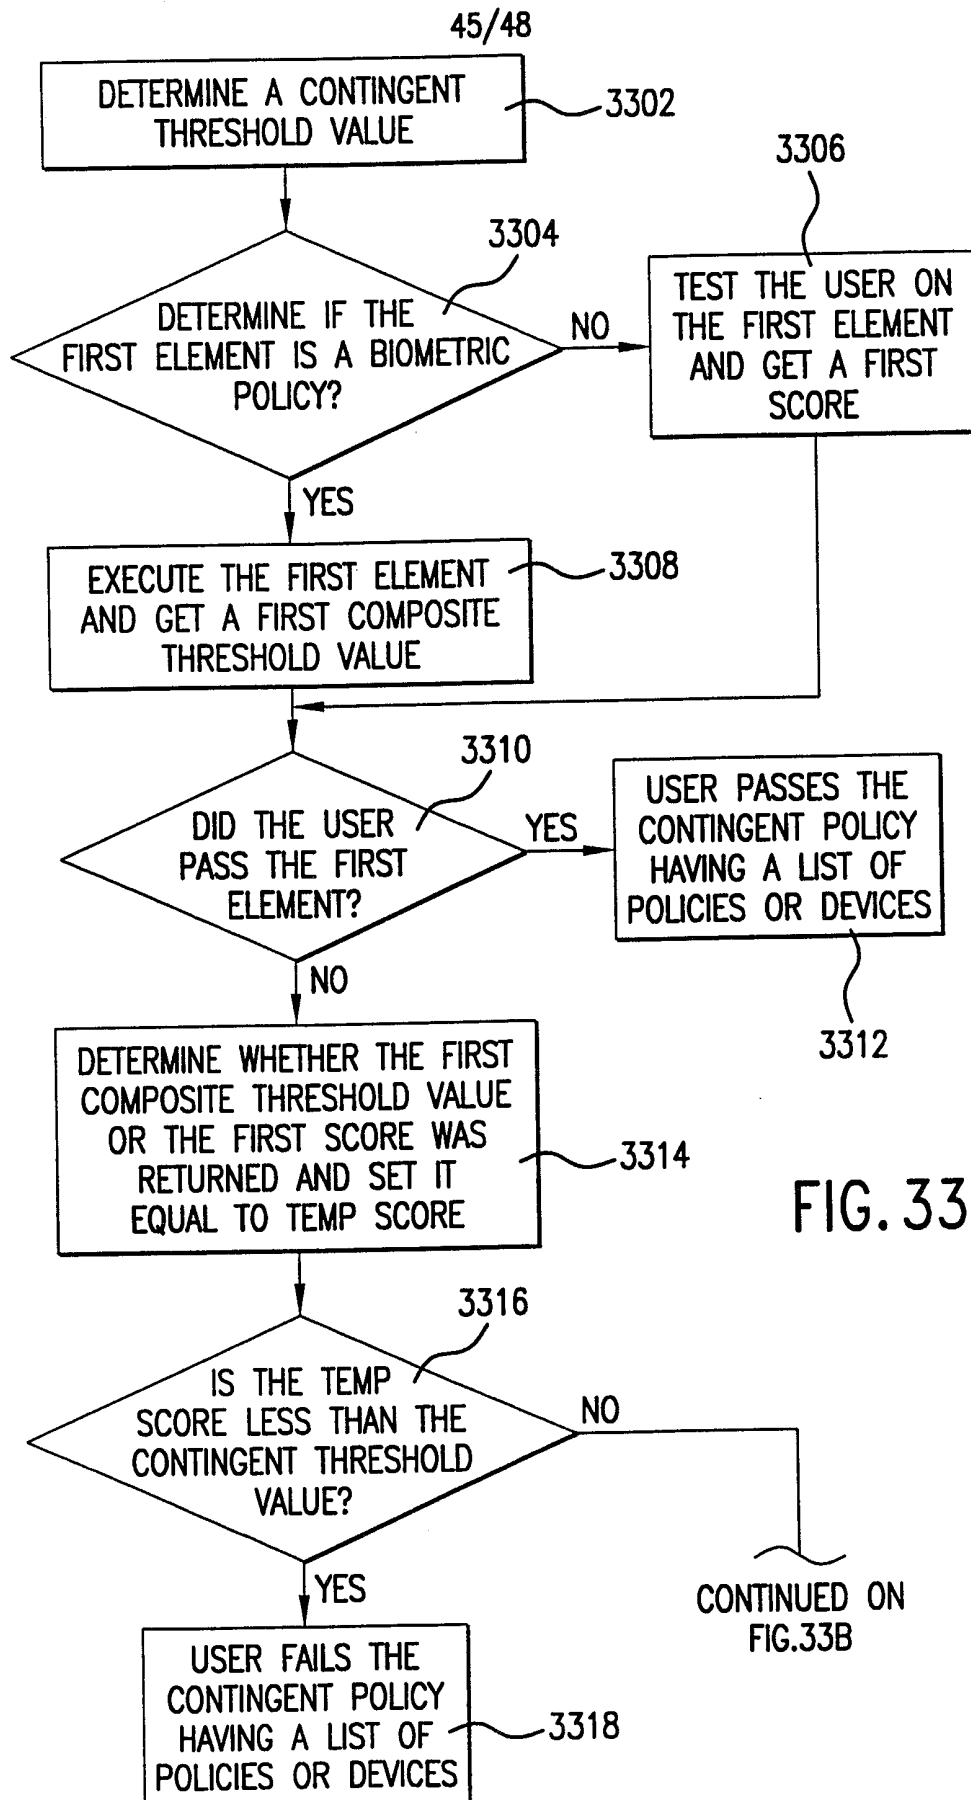 45/48
DETERMINE A CONTINGENT
THRESHOLD VALUE
3302
3304
DETERMINE IF THE
FIRST ELEMENT IS A BIOMETRIC
POLICY?
NO
3306
TEST THE USER ON
THE FIRST ELEMENT
AND GET A FIRST
SCORE
YES
EXECUTE THE FIRST ELEMENT
AND GET A FIRST COMPOSITE
THRESHOLD VALUE
3308
3310
DID THE USER
PASS THE FIRST
ELEMENT?
YES
USER PASSES THE
CONTINGENT POLICY
HAVING A LIST OF
POLICIES OR DEVICES
3312
NO
DETERMINE WHETHER THE FIRST
COMPOSITE THRESHOLD VALUE
OR THE FIRST SCORE WAS
RETURNED AND SET IT
EQUAL TO TEMP SCORE
3314
FIG. 33
3316
IS THE TEMP
SCORE LESS THAN THE
CONTINGENT THRESHOLD
VALUE?
NO
CONTINUED ON
FIG.33B
YES
USER FAILS THE
CONTINGENT POLICY
HAVING A LIST OF
POLICIES OR DEVICES
3318